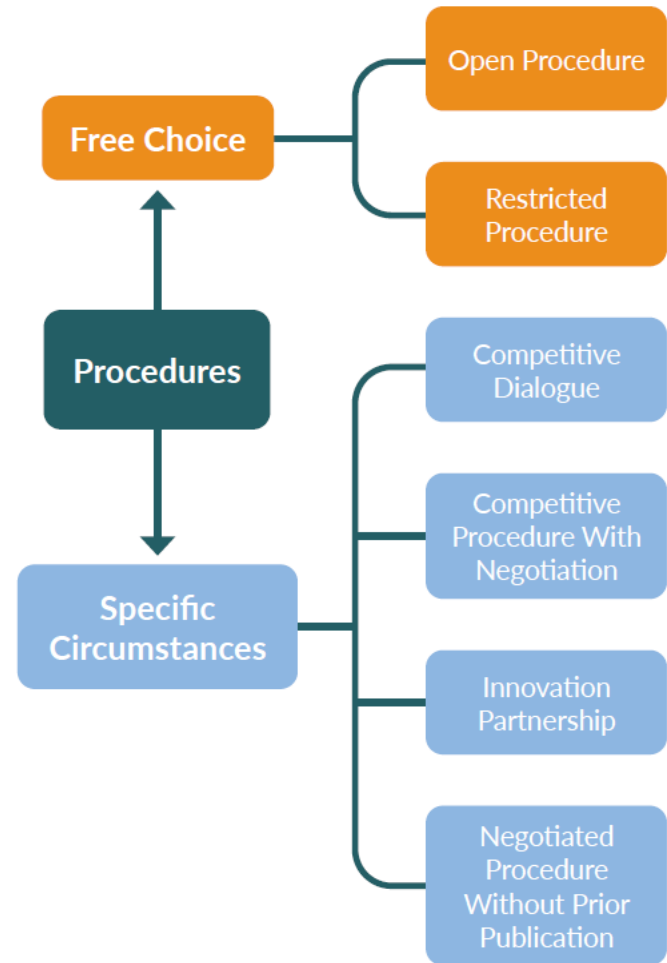 Open Procedure
Free Choice
Restricted
Procedure
Procedures
Competitive
Dialogue
Competitive
Procedure With
Negotiation
Specific
Circumstances
Innovation
Partnership
Negotiated
Procedure
Without Prior
Publication